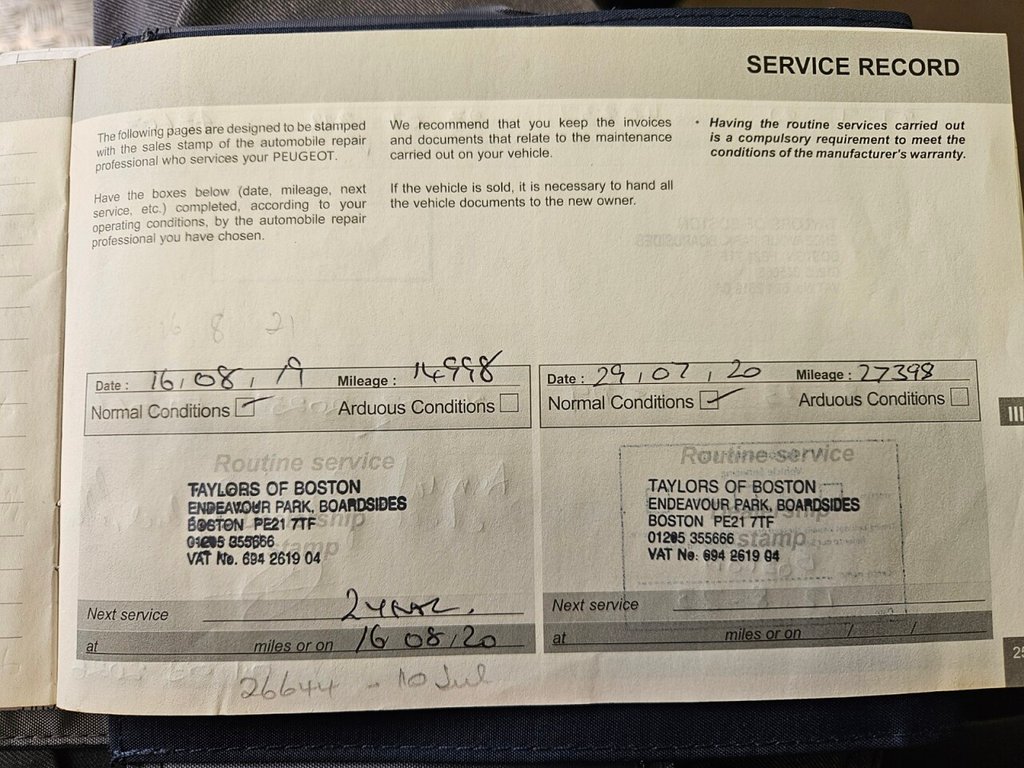 SERVICE RECORD
The following pages are designed to be stamped
with the sales stamp of the automobile repair
professional who services your PEUGEOT.
Have the boxes below (date, mileage, next
service, etc.) completed, according to your
operating conditions, by the automobile repair
professional you have chosen.
We recommend that you keep the invoices
and documents that relate to the maintenance
carried out on your vehicle.
If the vehicle is sold, it is necessary to hand all
the vehicle documents to the new owner.
• Having the routine services carried out
is a compulsory requirement to meet the
conditions of the manufacturer's warranty.
16 8 21
Date : 16, 08, 19 Mileage : 14998
Normal Conditions Arduous Conditions
Routine service
TAYLORS OF BOSTON
ENDEAVOUR PARK, BOARDSIDES
BOSTON PE21 7TF
01205 355666
stamp
VAT No. 694 2619 04
Next service 2 year.
at miles or on 16 08 20
26644 - 10 Jul
Date : 29, 07, 20 Mileage : 27398
Normal Conditions Arduous Conditions
Routine service
TAYLORS OF BOSTON
ENDEAVOUR PARK, BOARDSIDES
BOSTON PE21 7TF
01205 355666
stamp
VAT No: 694 2619 04
Next service
at miles or on / /
III
25